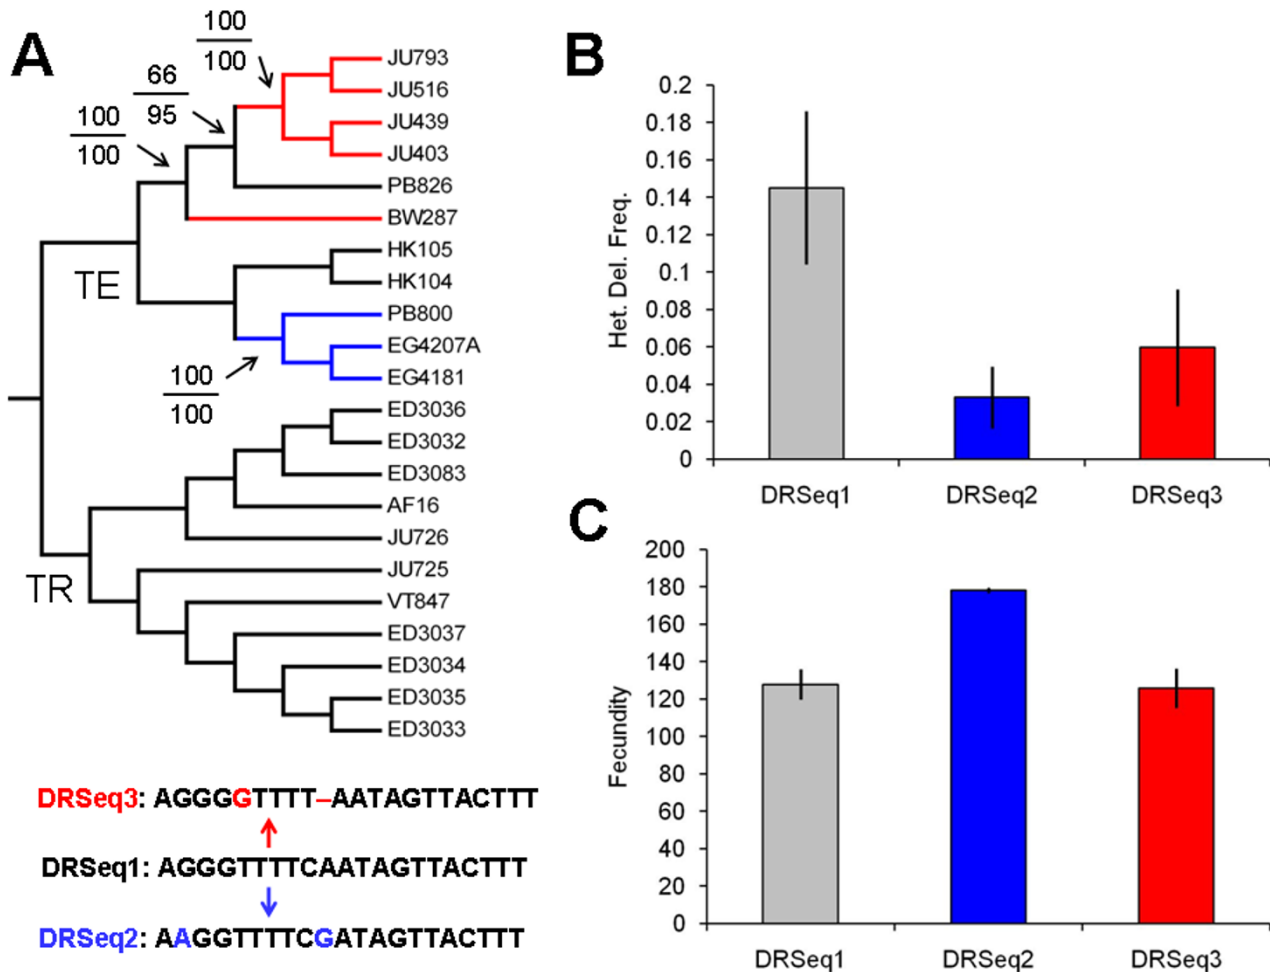 A
100
100
66
95
100
100
JU793
JU516
JU439
JU403
PB826
BW287
HK105
HK104
TE
PB800
EG4207A
EG4181
100
100
ED3036
ED3032
ED3083
AF16
JU726
TR
JU725
VT847
ED3037
ED3034
ED3035
ED3033
DRSeq3: AGGGGTTTT–AATAGTTACTTT
DRSeq1: AGGGTTTTCAATAGTTACTTT
DRSeq2: AAGGTTTTCGATAGTTACTTT
B
Het. Del. Freq.
0.2
0.18
0.16
0.14
0.12
0.1
0.08
0.06
0.04
0.02
0
DRSeq1 DRSeq2 DRSeq3
C
Fecundity
200
180
160
140
120
100
80
60
40
20
0
DRSeq1 DRSeq2 DRSeq3